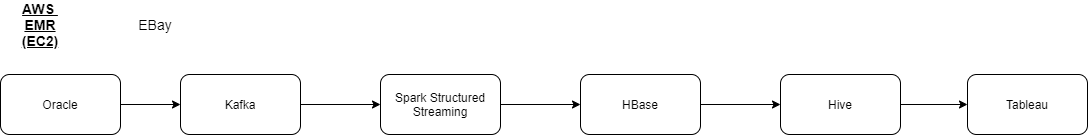 AWS
EMR
(EC2)
EBay
Oracle
Kafka
Spark Structured
Streaming
HBase
Hive
Tableau